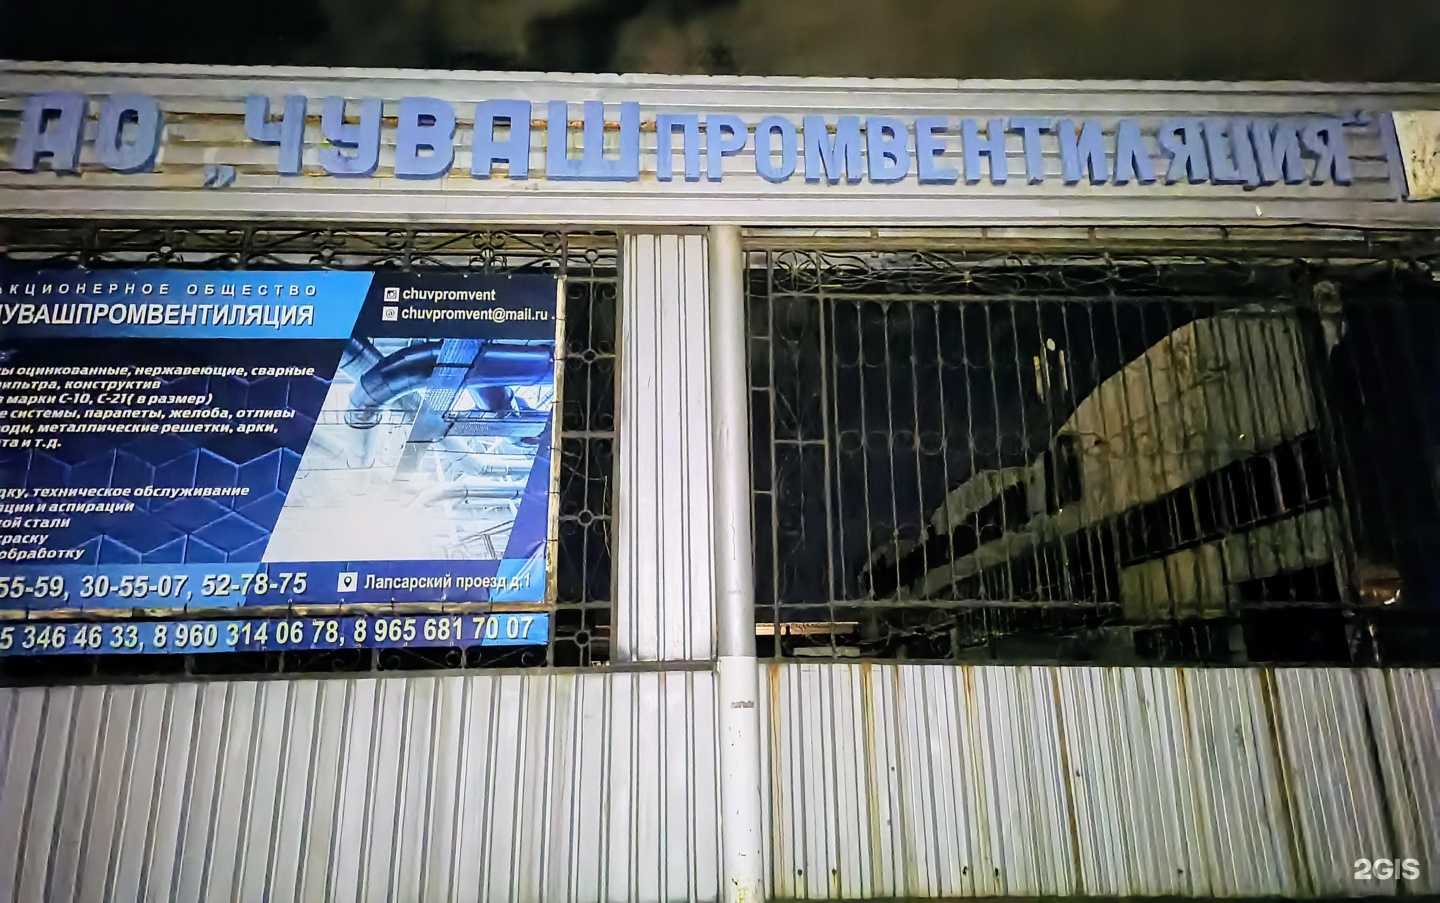 АО „ЧУВАШПРОМВЕНТИЛЯЦИЯ“
АКЦИОНЕРНОЕ ОБЩЕСТВО
ЧУВАШПРОМВЕНТИЛЯЦИЯ
chuvpromvent
chuvpromvent@mail.ru
оцинкованные, нержавеющие, сварные
конструктив
марки С-10, С-21( в размер)
системы, парапеты, желоба, отливы
металлические решетки, арки,
и т.д.
техническое обслуживание
и аспирации
стали
обработку
55-59, 30-55-07, 52-78-75
Лапсарский проезд д.1
5 346 46 33, 8 960 314 06 78, 8 965 681 70 07
2GIS